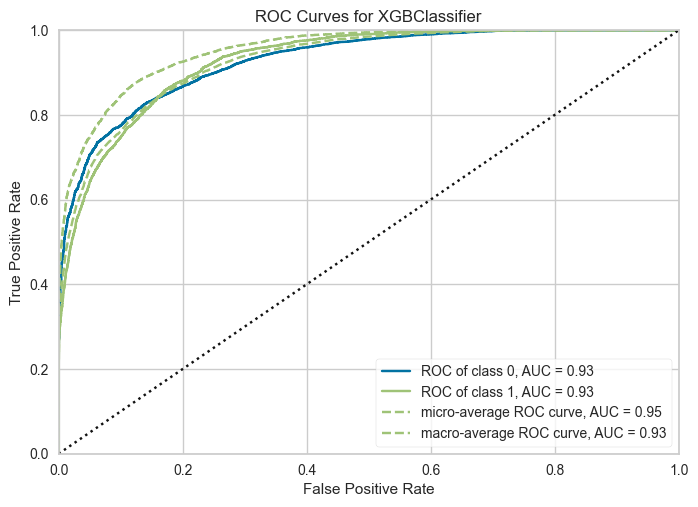 ROC Curves for XGBClassifier
1.0
0.8
0.6
0.4
0.2
0.0
True Positive Rate
ROC of class 0, AUC = 0.93
ROC of class 1, AUC = 0.93
micro-average ROC curve, AUC = 0.95
macro-average ROC curve, AUC = 0.93
0.0 0.2 0.4 0.6 0.8 1.0
False Positive Rate